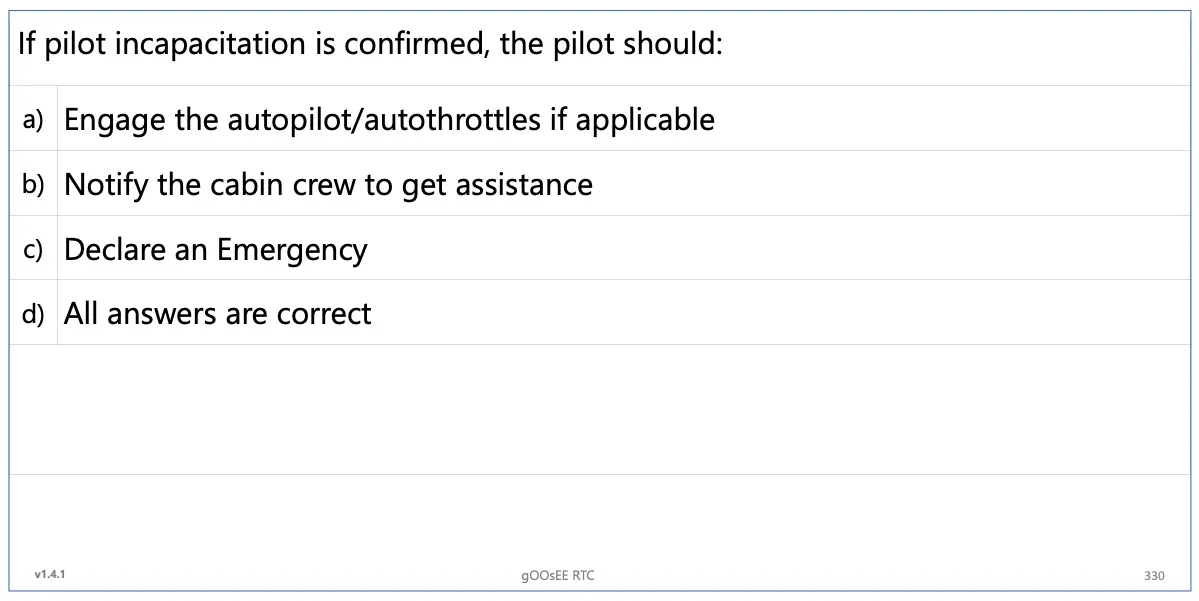 If pilot incapacitation is confirmed, the pilot should:
a) Engage the autopilot/autothrottles if applicable
b) Notify the cabin crew to get assistance
c) Declare an Emergency
d) All answers are correct
v1.4.1 gOOsEE RTC 330